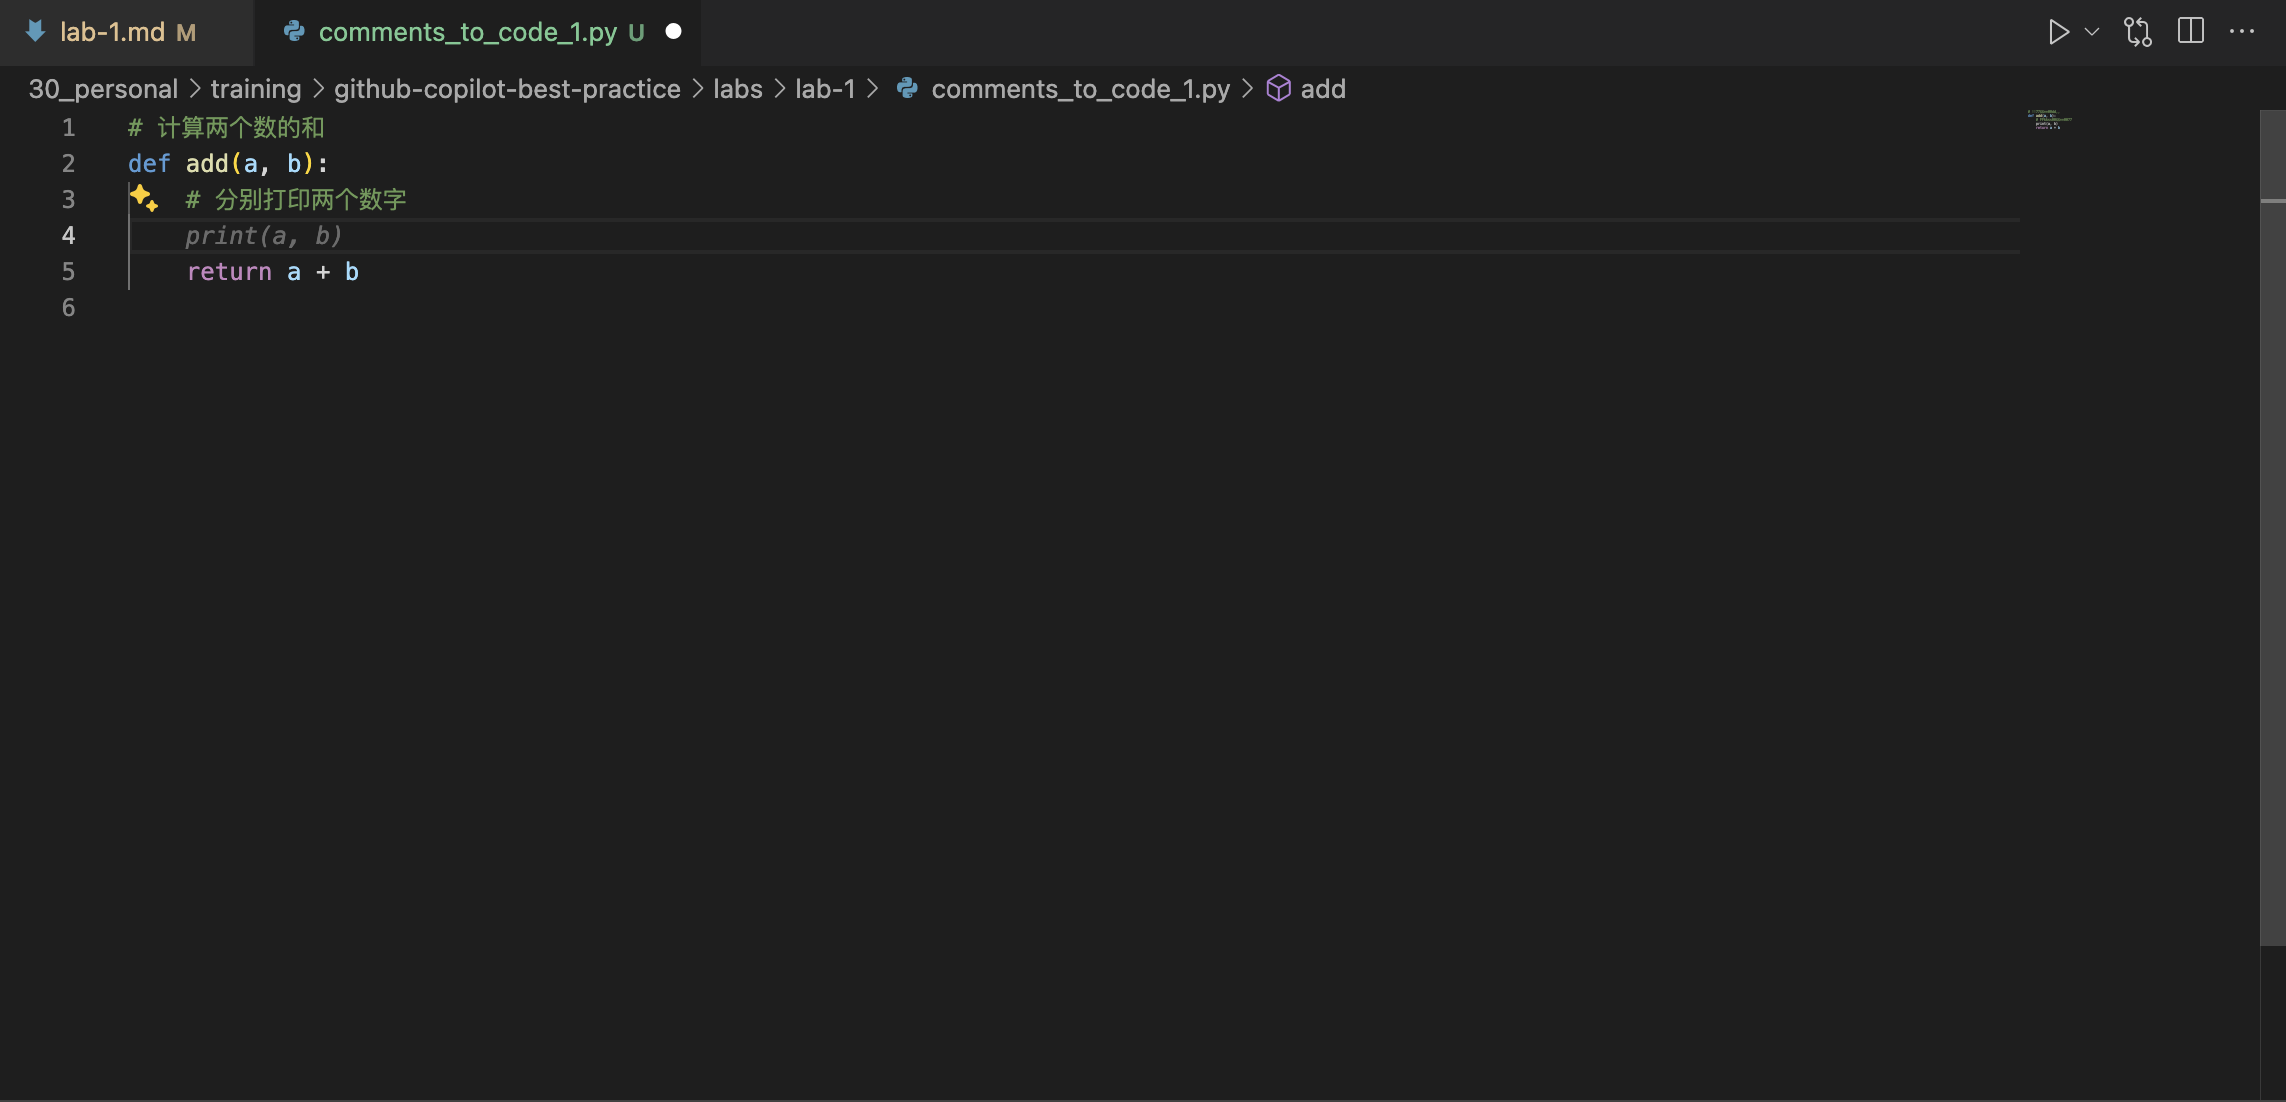 lab-1.md M
comments_to_code_1.py U
30_personal > training > github-copilot-best-practice > labs > lab-1 > comments_to_code_1.py > add
1 # 计算两个数的和
2 def add(a, b):
3 # 分别打印两个数字
4 print(a, b)
5 return a + b
6